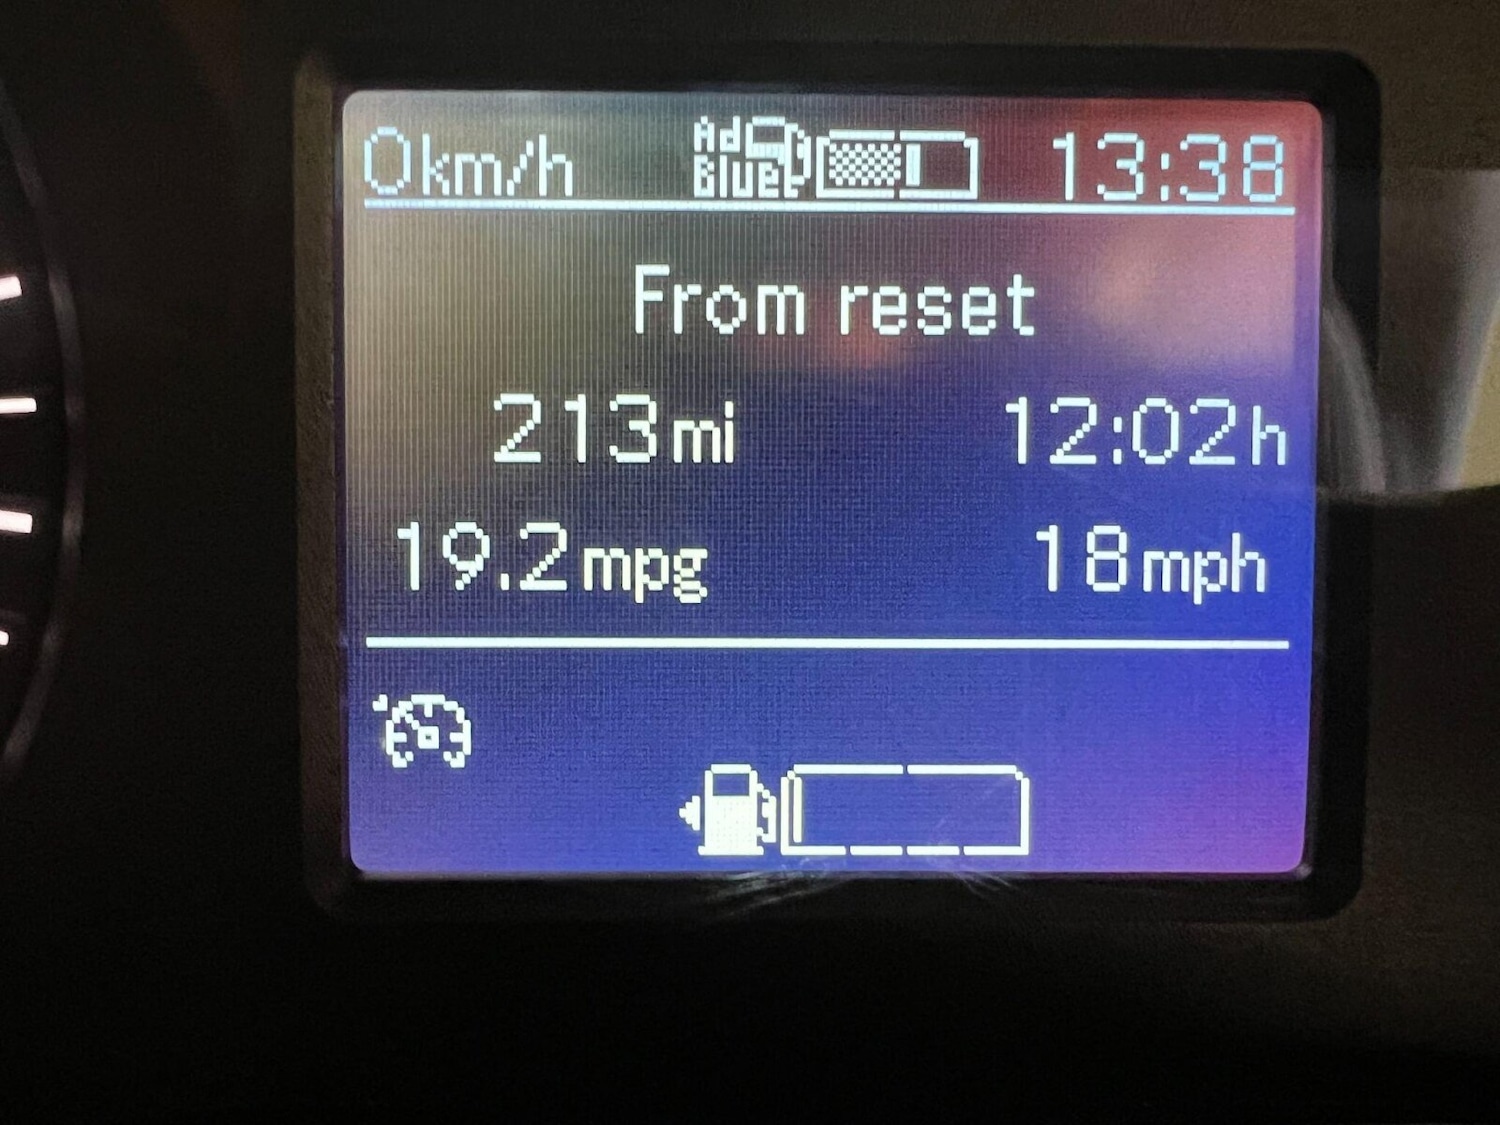 0km/h AdBlue 13:38
From reset
213mi 12:02h
19.2mpg 18mph